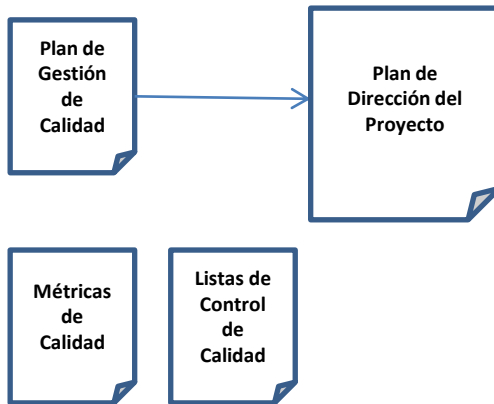 Plan de
Gestión
de
Calidad
Plan de
Dirección del
Proyecto
Métricas
de
Calidad
Listas de
Control
de
Calidad